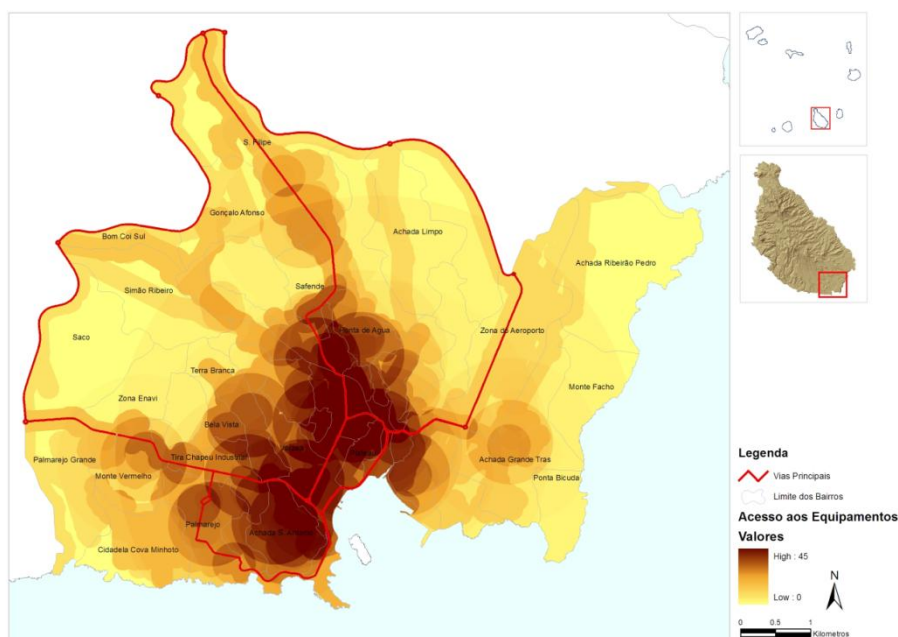 S. Filipe
Gonçalo Afonso
Bom Coi Sul
Achada Limpo
Achada Ribeirão Pedro
Simão Ribeiro
Safende
Saco
Ponta de Agua
Zona do Aeroporto
Terra Branca
Monte Facho
Zona Enavi
Bela Vista
Palmarejo Grande
Tira Chapéu Industrial
Achada Grande Tras
Monte Vermelho
Ponta Bicuda
Palmarejo
Achada S. António
Cidadela Cova Minhoto
Legenda
Vias Principais
Limite dos Bairros
Acesso aos Equipamentos
Valores
High : 45
Low : 0
N
0 0.5 1
Kilometros